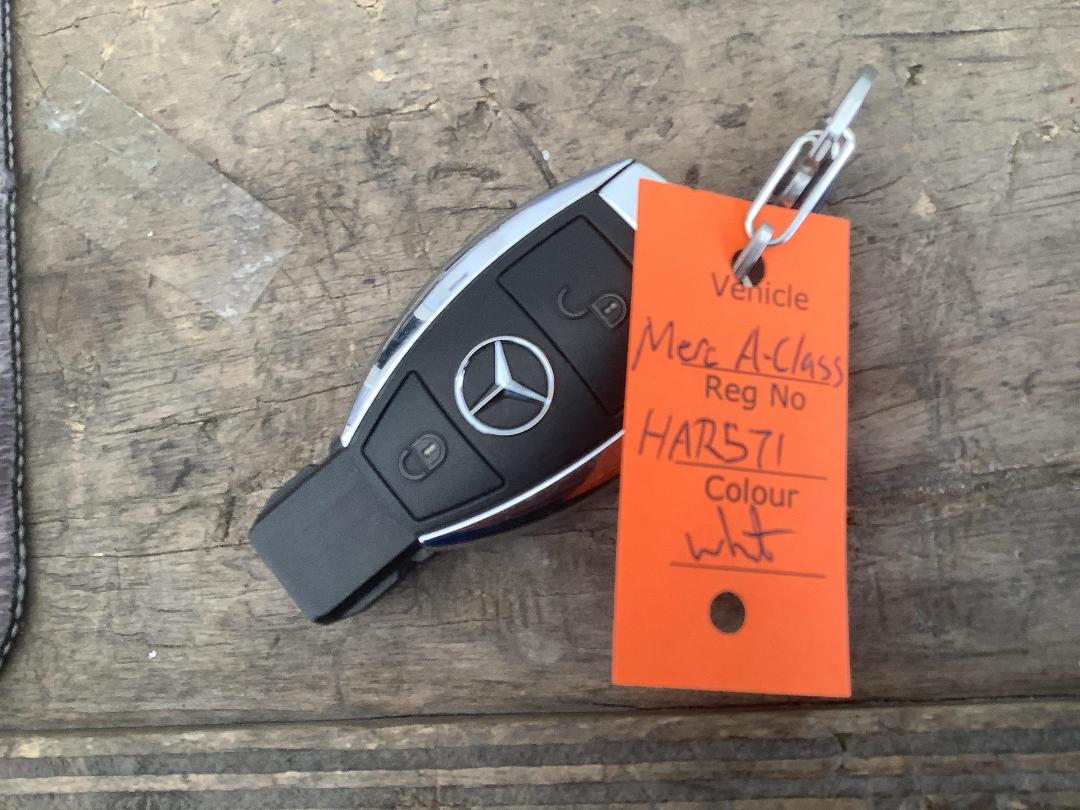 Vehicle
Merc A-Class
Reg No
HAR571
Colour
wht